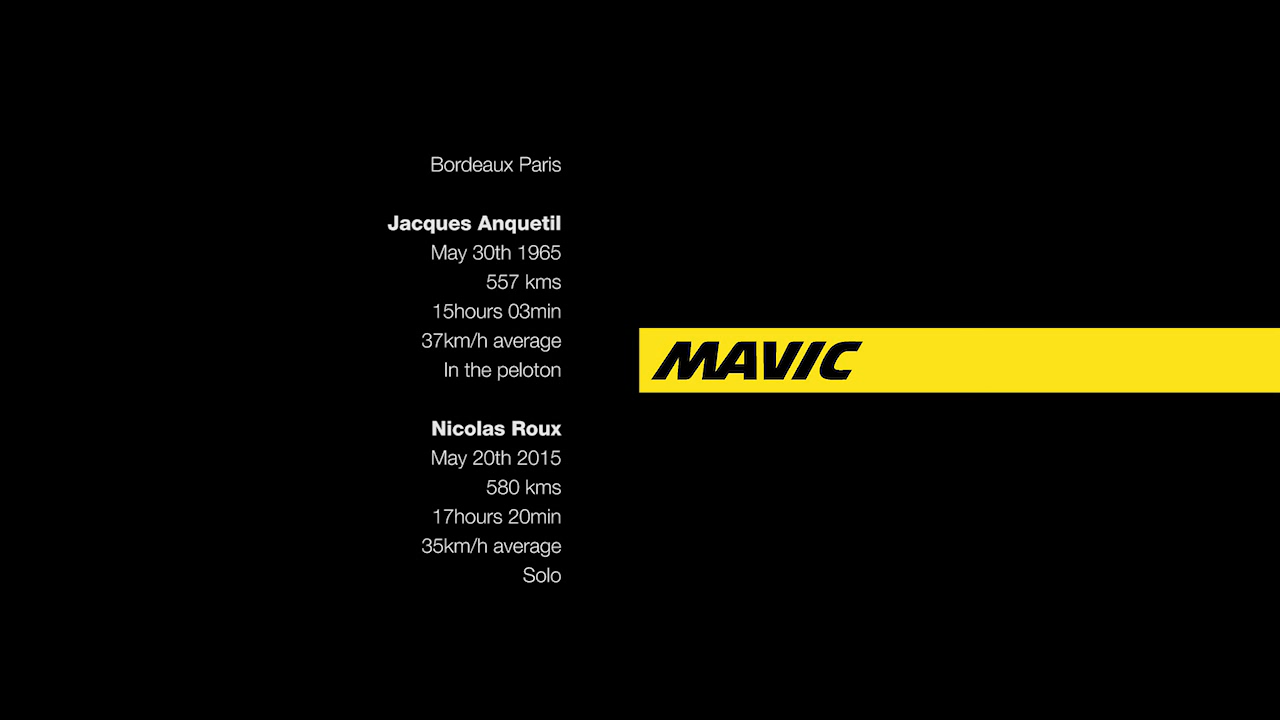 Bordeaux Paris
Jacques Anquetil
May 30th 1965
557 kms
15hours 03min
37km/h average
In the peloton
Nicolas Roux
May 20th 2015
580 kms
17hours 20min
35km/h average
Solo
MAVIC